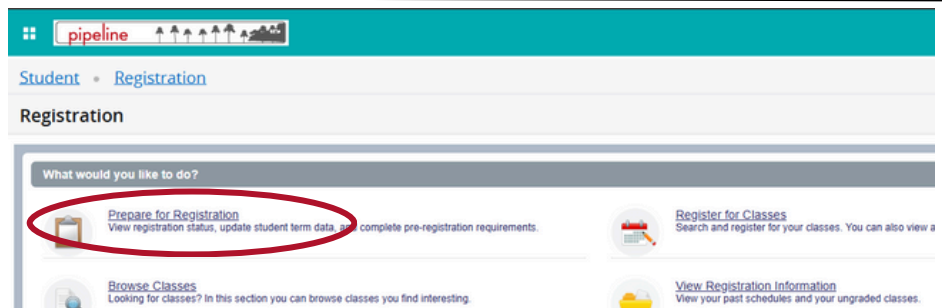 pipeline
Student • Registration
Registration
What would you like to do?
Prepare for Registration
View registration status, update student term data, and complete pre-registration requirements.
Register for Classes
Search and register for your classes. You can also view a
Browse Classes
Looking for classes? In this section you can browse classes you find interesting.
View Registration Information
View your past schedules and your ungraded classes.